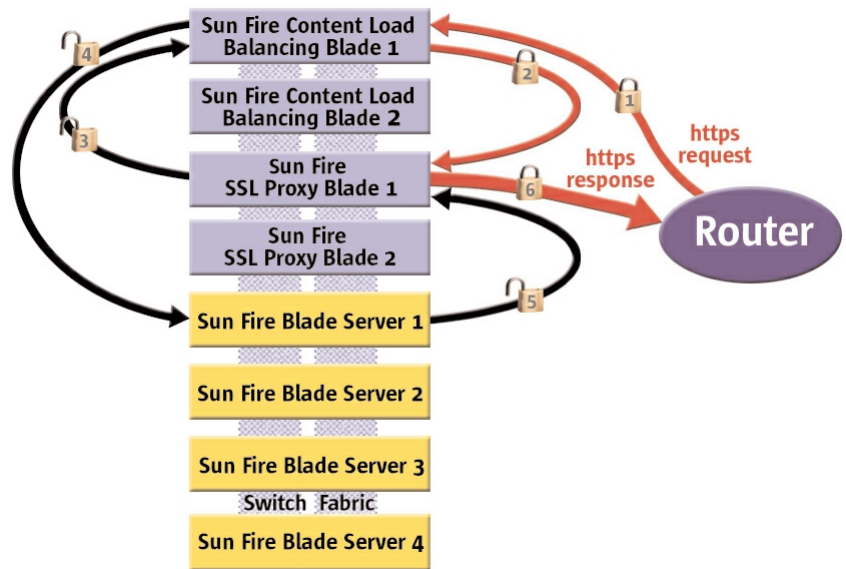 Sun Fire Content Load
Balancing Blade 1
Sun Fire Content Load
Balancing Blade 2
Sun Fire
SSL Proxy Blade 1
Sun Fire
SSL Proxy Blade 2
Sun Fire Blade Server 1
Sun Fire Blade Server 2
Sun Fire Blade Server 3
Switch Fabric
Sun Fire Blade Server 4
4
3
2
1
6
5
https
request
https
response
Router